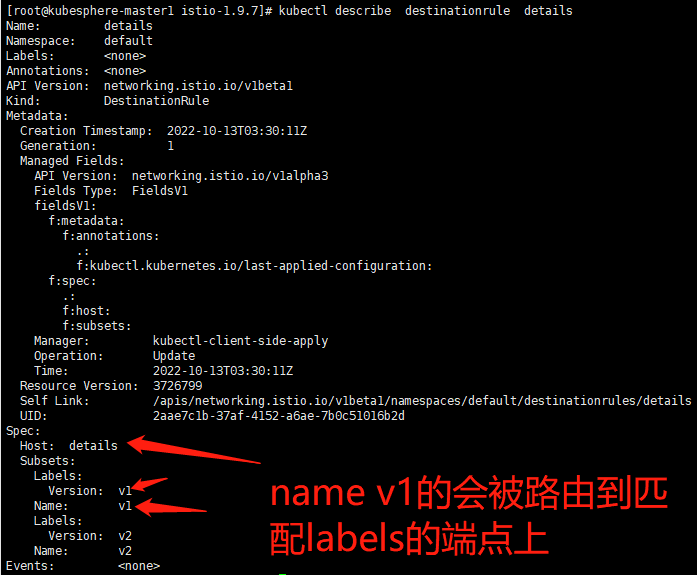 [root@kubesphere-master1 istio-1.9.7]# kubectl describe  destinationrule  details
Name:         details
Namespace:    default
Labels:       <none>
Annotations:  <none>
API Version:  networking.istio.io/v1beta1
Kind:         DestinationRule
Metadata:
  Creation Timestamp:  2022-10-13T03:30:11Z
  Generation:          1
  Managed Fields:
    API Version:  networking.istio.io/v1alpha3
    Fields Type:  FieldsV1
    fieldsV1:
      f:metadata:
        f:annotations:
          .:
          f:kubectl.kubernetes.io/last-applied-configuration:
      f:spec:
        .:
        f:host:
        f:subsets:
    Manager:         kubectl-client-side-apply
    Operation:       Update
    Time:            2022-10-13T03:30:11Z
  Resource Version:  3726799
  Self Link:         /apis/networking.istio.io/v1beta1/namespaces/default/destinationrules/details
  UID:               2aae7c1b-37af-4152-a6ae-7b0c51016b2d
Spec:
  Host:  details
  Subsets:
    Labels:
      Version:  v1
    Name:       v1
    Labels:
      Version:  v2
    Name:       v2
Events:         <none>
name v1的会被路由到匹
配labels的端点上